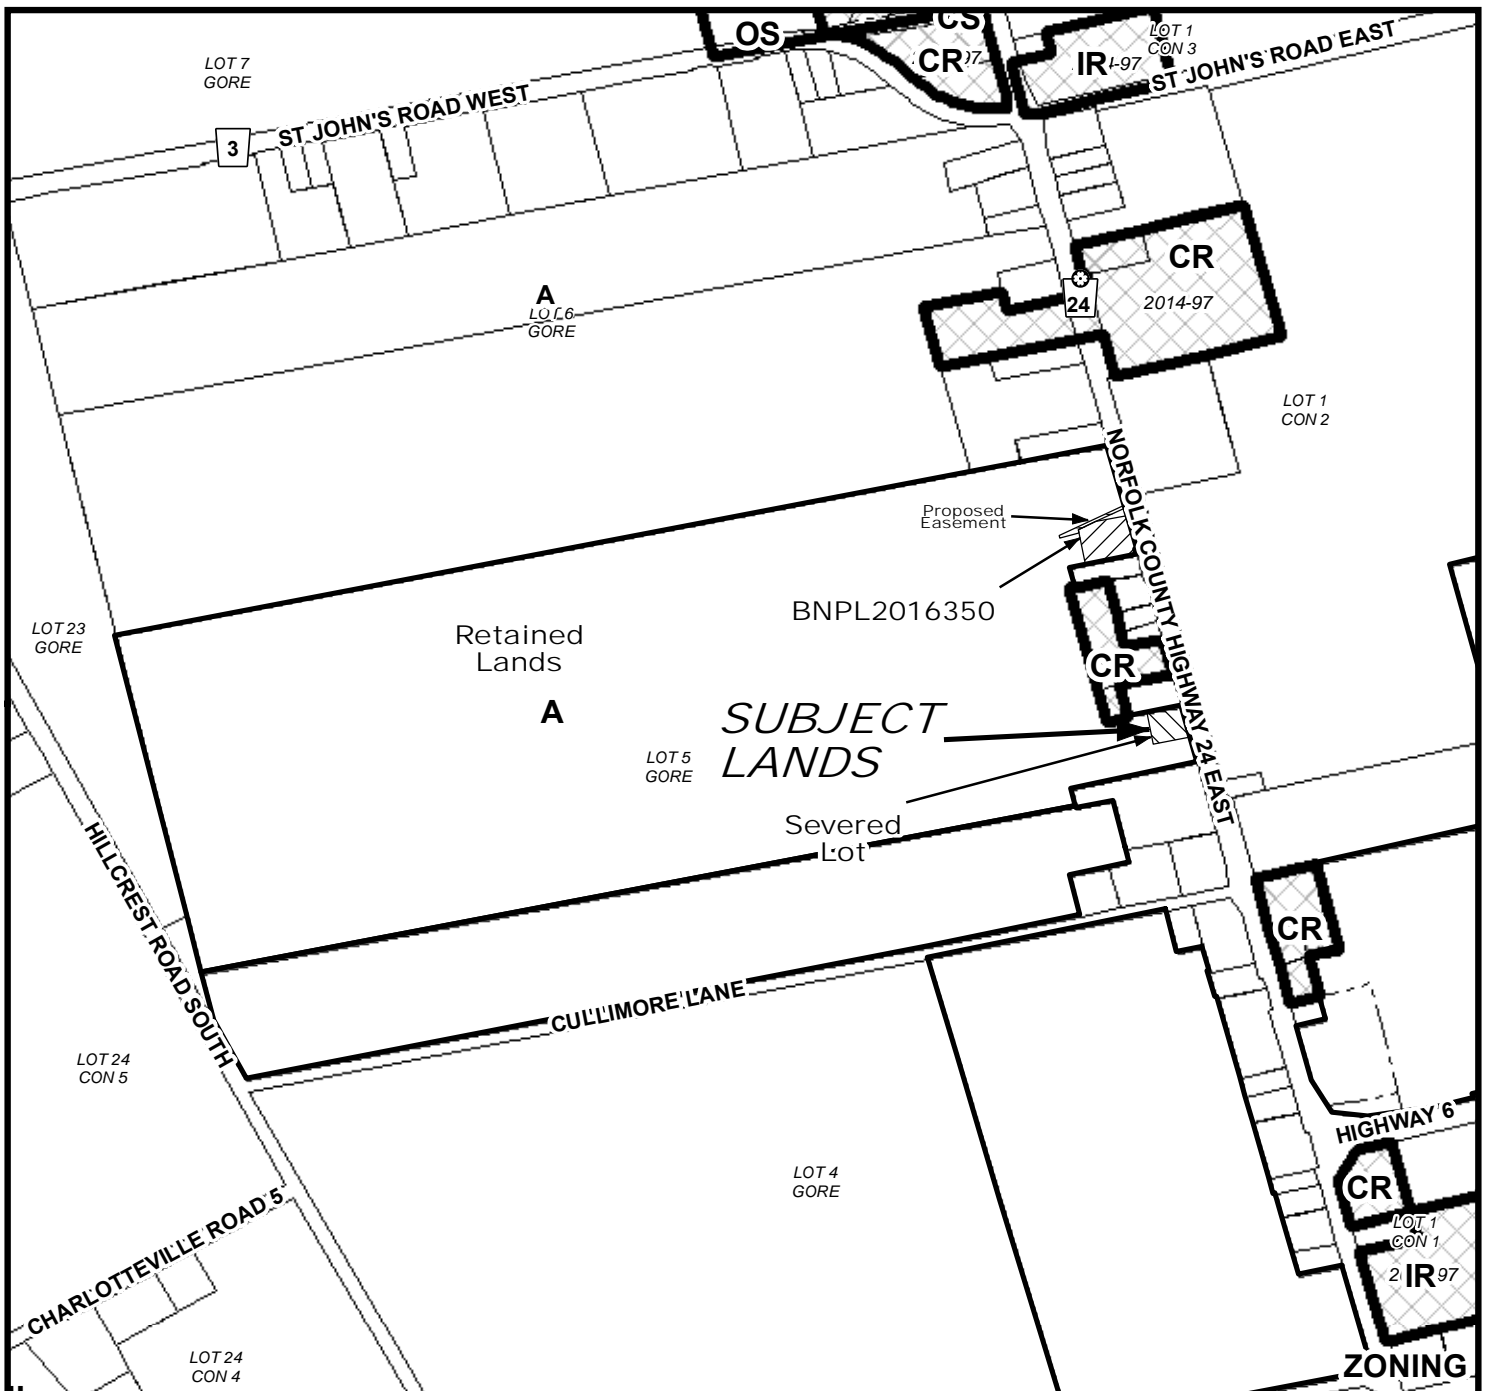 OS
CS
CR
IR
-97
LOT 1
CON 3
LOT 7
GORE
ST JOHN'S ROAD WEST
ST JOHN'S ROAD EAST
3
CR
2014-97
24
A
LOT 6
GORE
LOT 1
CON 2
NORFOLK COUNTY HIGHWAY 24 EAST
Proposed
Easement
BNPL2016350
LOT 23
GORE
Retained
Lands
A
CR
SUBJECT
LANDS
LOT 5
GORE
Severed
Lot
HILLCREST ROAD SOUTH
CR
CULLIMORE LANE
LOT 24
CON 5
HIGHWAY 6
LOT 4
GORE
CR
LOT 1
CON 1
IR
97
CHARLOTTEVILLE ROAD 5
LOT 24
CON 4
ZONING